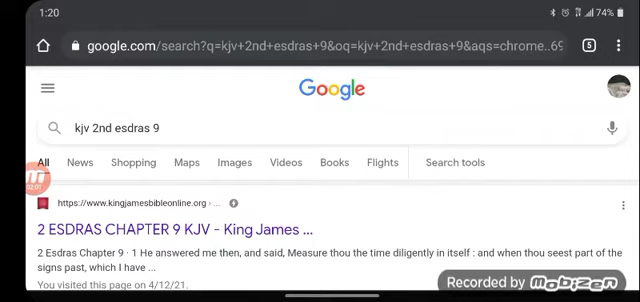 1:20 74%
google.com/search?q=kjv+2nd+esdras+9&oq=kjv+2nd+esdras+9&aqs=chrome..69 5
Google
kjv 2nd esdras 9
All News Shopping Maps Images Videos Books Flights Search tools
02:01
https://www.kingjamesbibleonline.org › ...
2 ESDRAS CHAPTER 9 KJV - King James ...
2 Esdras Chapter 9 · 1 He answered me then, and said, Measure thou the time diligently in itself : and when thou seest part of the
signs past, which I have ...
You visited this page on 4/12/21.
Recorded by Mobizen